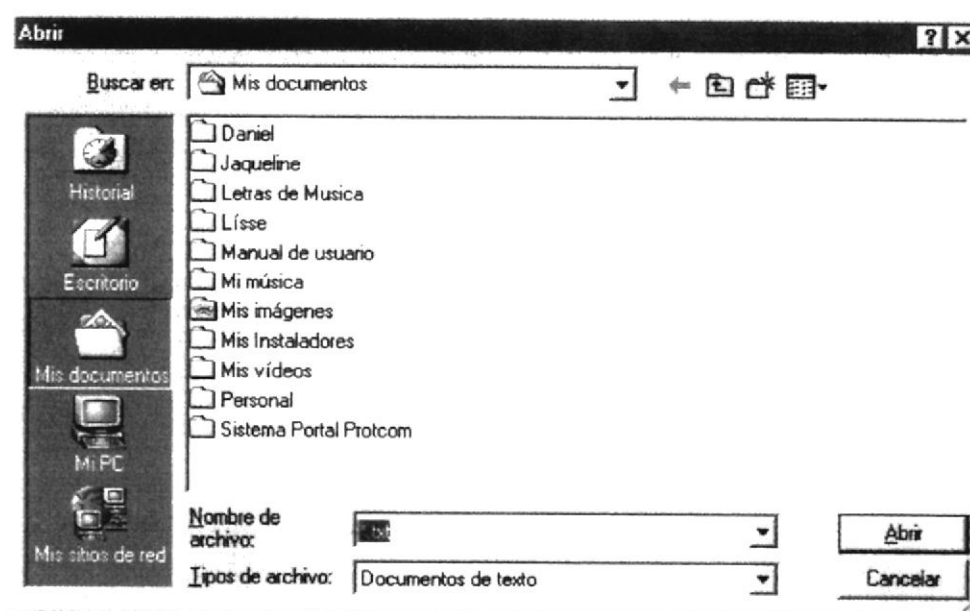 Abrir
Buscar en: Mis documentos
Historial
Escritorio
Mis documentos
Mi PC
Mis sitios de red
Daniel
Jaqueline
Letras de Musica
Lísse
Manual de usuario
Mi música
Mis imágenes
Mis Instaladores
Mis vídeos
Personal
Sistema Portal Protcom
Nombre de
archivo:
Abrir
Tipos de archivo: Documentos de texto
Cancelar